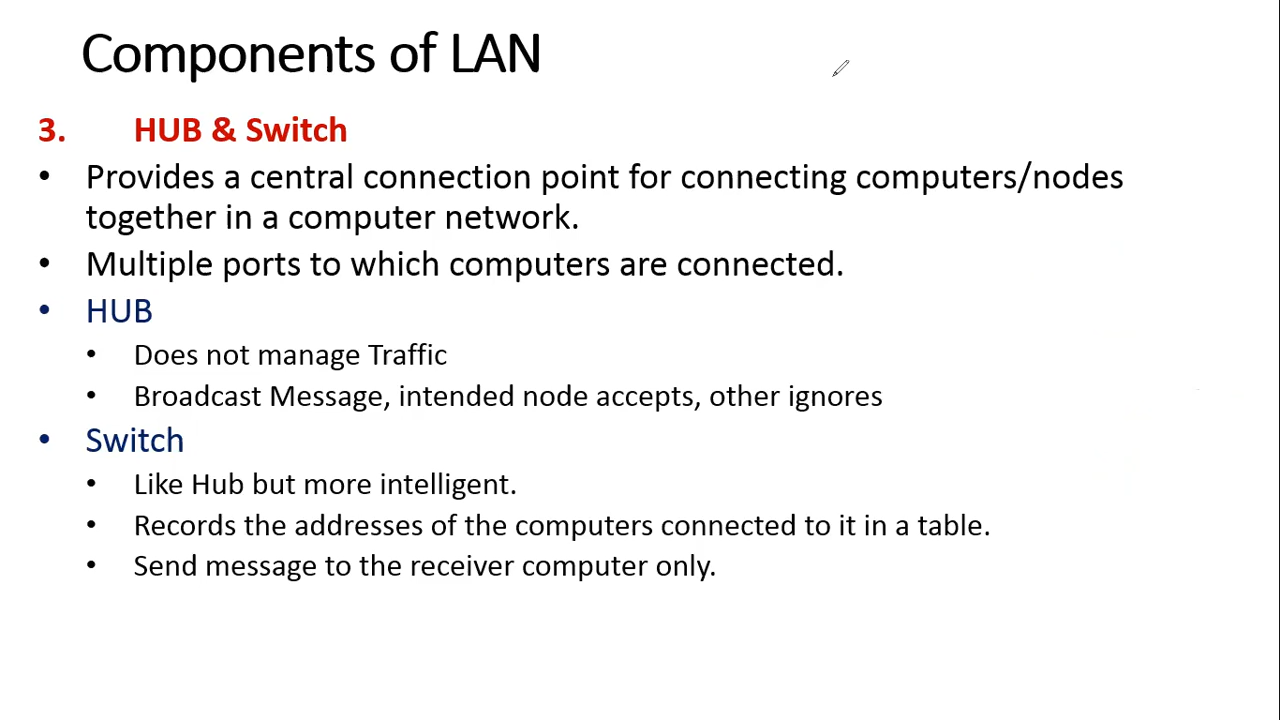 Components of LAN
3. HUB & Switch
• Provides a central connection point for connecting computers/nodes
together in a computer network.
• Multiple ports to which computers are connected.
• HUB
• Does not manage Traffic
• Broadcast Message, intended node accepts, other ignores
• Switch
• Like Hub but more intelligent.
• Records the addresses of the computers connected to it in a table.
• Send message to the receiver computer only.